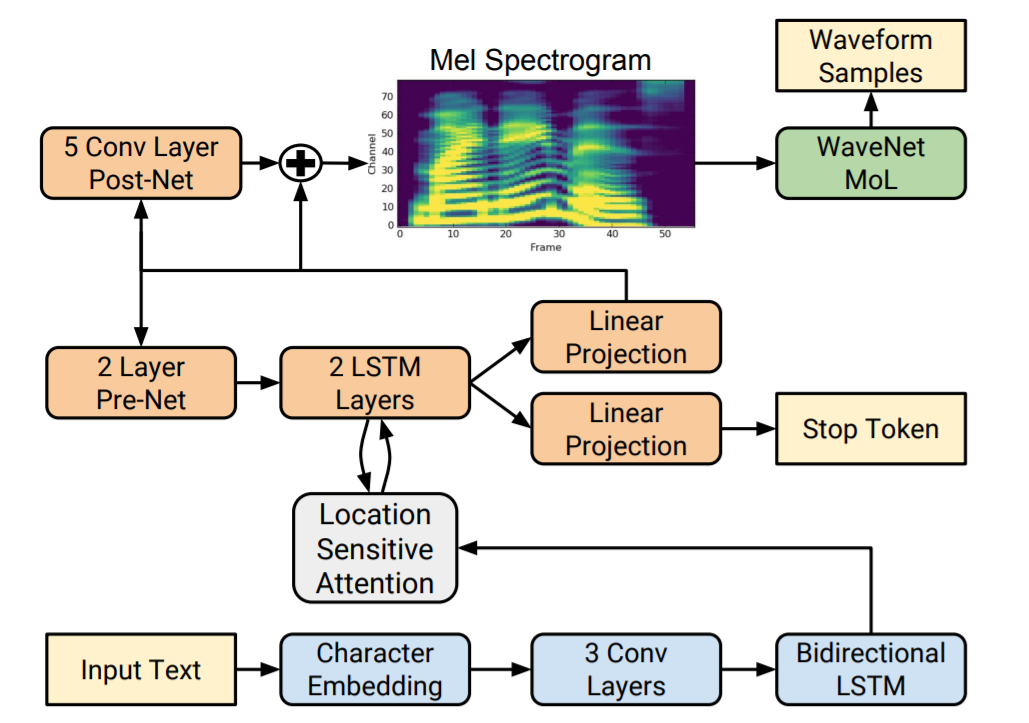 Mel Spectrogram
Waveform
Samples
5 Conv Layer
Post-Net
WaveNet
MoL
Channel
70
60
50
40
30
20
10
0
0 10 20 30 40 50
Frame
2 Layer
Pre-Net
2 LSTM
Layers
Linear
Projection
Linear
Projection
Stop Token
Location
Sensitive
Attention
Input Text
Character
Embedding
3 Conv
Layers
Bidirectional
LSTM